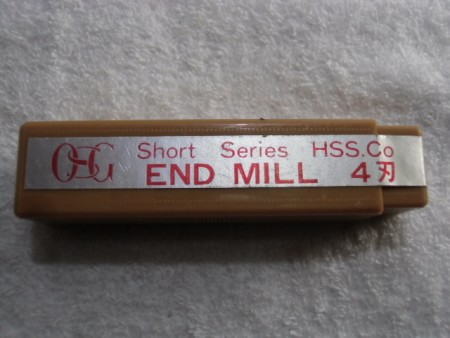 OSG Short Series HSS.Co
END MILL 4刃